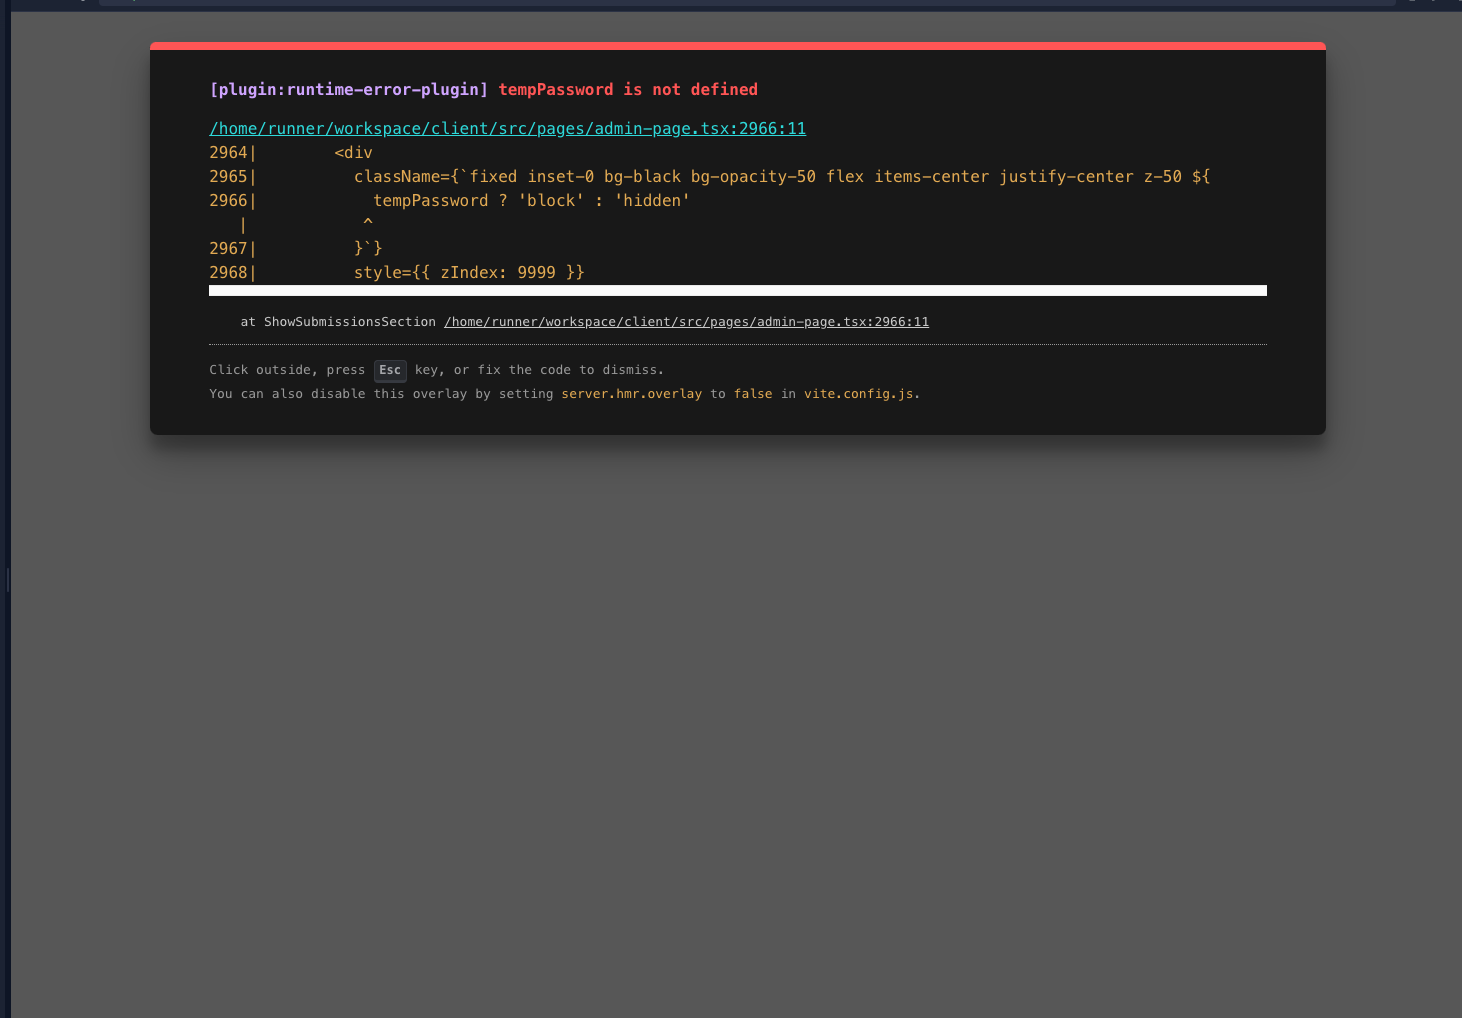 [plugin:runtime-error-plugin] tempPassword is not defined
/home/runner/workspace/client/src/pages/admin-page.tsx:2966:11
2964|        <div
2965|          className={`fixed inset-0 bg-black bg-opacity-50 flex items-center justify-center z-50 ${
2966|            tempPassword ? 'block' : 'hidden'
   |            ^
2967|          }`}
2968|          style={{ zIndex: 9999 }}
    at ShowSubmissionsSection /home/runner/workspace/client/src/pages/admin-page.tsx:2966:11
Click outside, press Esc key, or fix the code to dismiss.
You can also disable this overlay by setting server.hmr.overlay to false in vite.config.js.